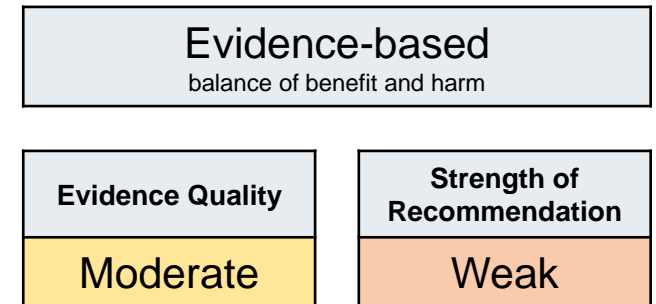 Evidence-based
balance of benefit and harm
Evidence Quality
Strength of
Recommendation
Moderate
Weak